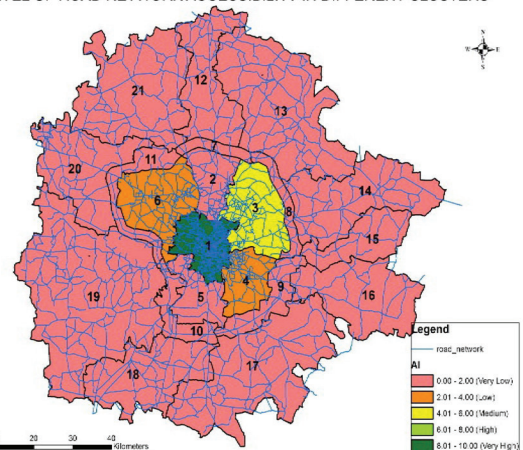 N
W E
S
21
12
13
7
11
20
2
14
6
3
8
15
1
4
9
16
19
5
10
17
18
Legend
road_network
AI
0.00 - 2.00 (Very Low)
2.01 - 4.00 (Low)
4.01 - 6.00 (Medium)
6.01 - 8.00 (High)
8.01 - 10.00 (Very High)
20 30 40
Kilometers